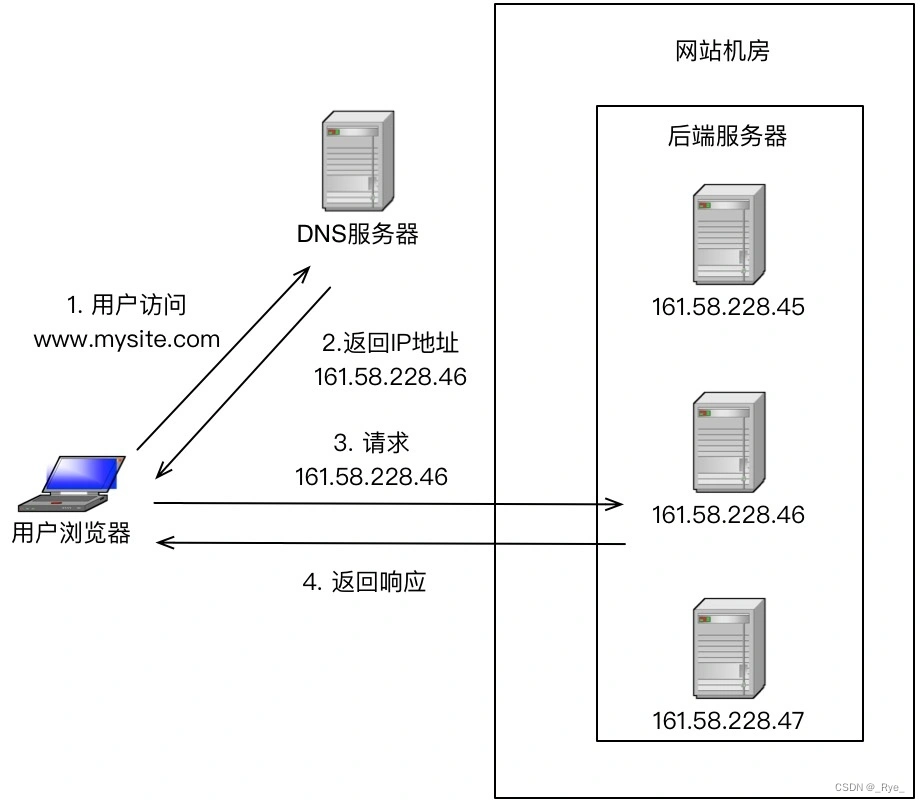 网站机房
后端服务器
DNS服务器
161.58.228.45
1. 用户访问
www.mysite.com
2.返回IP地址
161.58.228.46
3. 请求
161.58.228.46
161.58.228.46
用户浏览器
4. 返回响应
161.58.228.47
CSDN @_Rye_